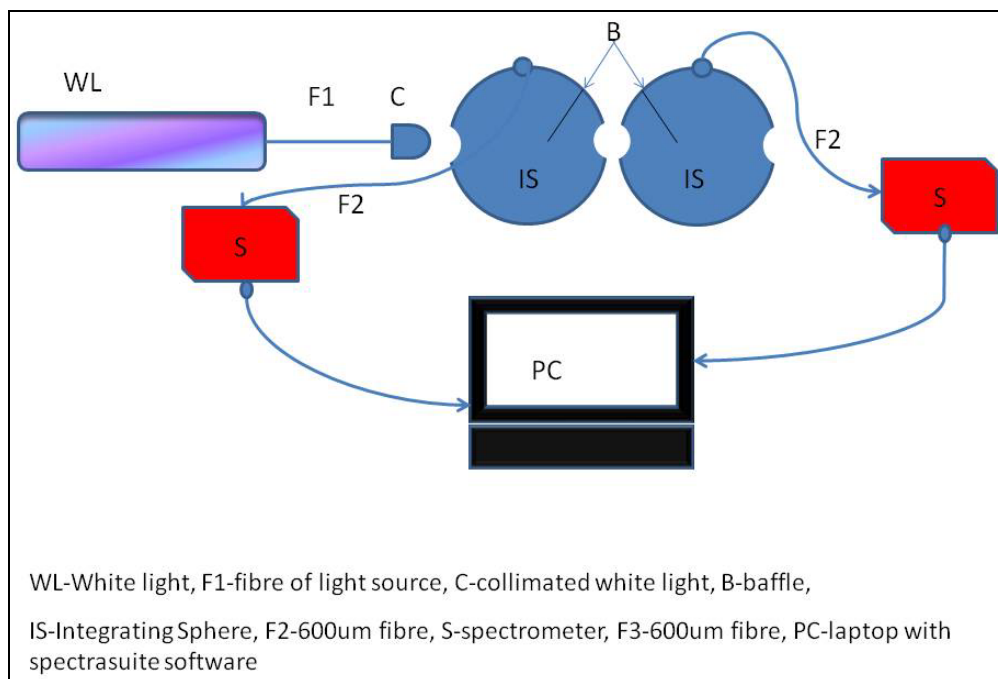 B
WL
F1
C
F2
IS
IS
F2
S
S
PC
WL-White light, F1-fibre of light source, C-collimated white light, B-baffle,
IS-Integrating Sphere, F2-600um fibre, S-spectrometer, F3-600um fibre, PC-laptop with
spectrasuite software